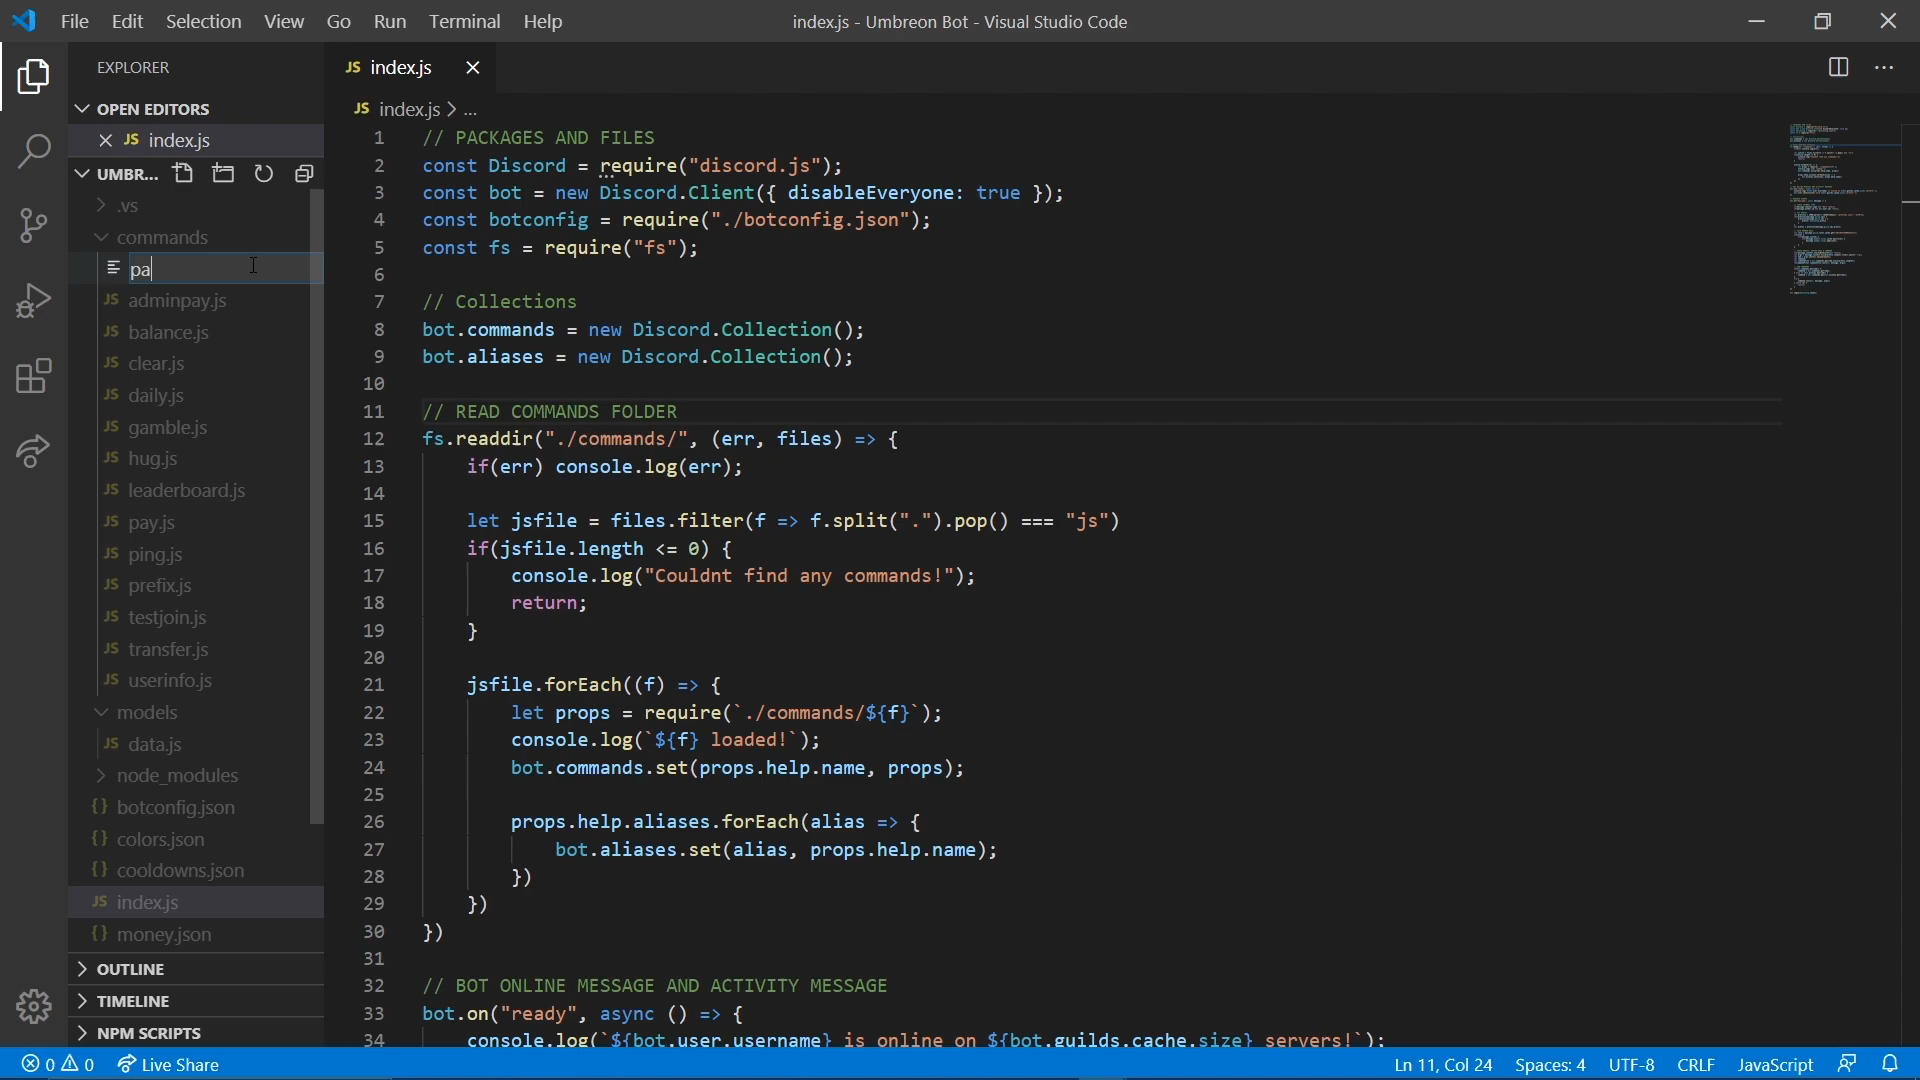 File Edit Selection View Go Run Terminal Help
index.js - Umbreon Bot - Visual Studio Code
EXPLORER
OPEN EDITORS
JS index.js
UMBR...
.vs
commands
pa
JS adminpay.js
JS balance.js
JS clear.js
JS daily.js
JS gamble.js
JS hug.js
JS leaderboard.js
JS pay.js
JS ping.js
JS prefix.js
JS testjoin.js
JS transfer.js
JS userinfo.js
models
JS data.js
node_modules
{} botconfig.json
{} colors.json
{} cooldowns.json
JS index.js
{} money.json
OUTLINE
TIMELINE
NPM SCRIPTS
JS index.js
JS index.js > ...
1 // PACKAGES AND FILES
2 const Discord = require("discord.js");
3 const bot = new Discord.Client({ disableEveryone: true });
4 const botconfig = require("./botconfig.json");
5 const fs = require("fs");
6
7 // Collections
8 bot.commands = new Discord.Collection();
9 bot.aliases = new Discord.Collection();
10
11 // READ COMMANDS FOLDER
12 fs.readdir("./commands/", (err, files) => {
13     if(err) console.log(err);
14
15     let jsfile = files.filter(f => f.split(".").pop() === "js")
16     if(jsfile.length <= 0) {
17         console.log("Couldnt find any commands!");
18         return;
19     }
20
21     jsfile.forEach((f) => {
22         let props = require(`./commands/${f}`);
23         console.log(`${f} loaded!`);
24         bot.commands.set(props.help.name, props);
25
26         props.help.aliases.forEach(alias => {
27             bot.aliases.set(alias, props.help.name);
28         })
29     })
30 })
31
32 // BOT ONLINE MESSAGE AND ACTIVITY MESSAGE
33 bot.on("ready", async () => {
34     console.log(`${bot.user.username} is online on ${bot.guilds.cache.size} servers!`);
0 0 Live Share
Ln 11, Col 24 Spaces: 4 UTF-8 CRLF JavaScript